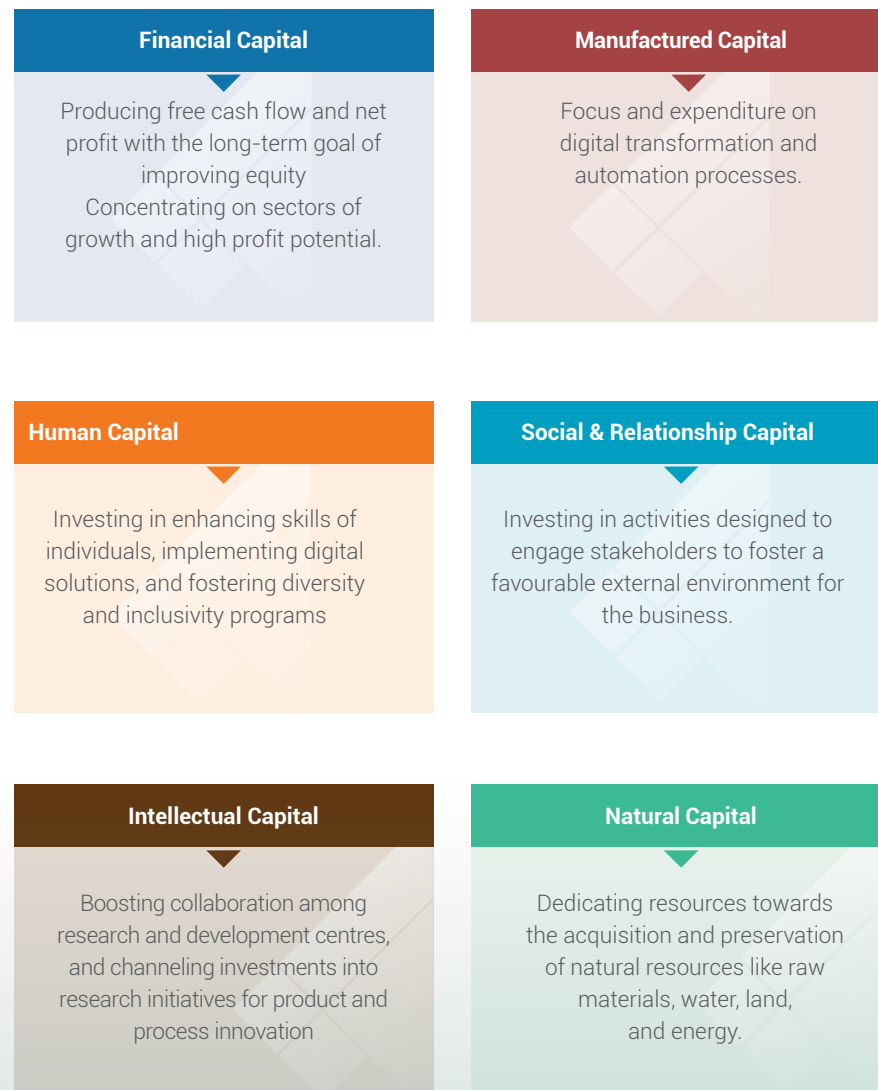 Financial Capital
Producing free cash flow and net
profit with the long-term goal of
improving equity
Concentrating on sectors of
growth and high profit potential.
Manufactured Capital
Focus and expenditure on
digital transformation and
automation processes.
Human Capital
Investing in enhancing skills of
individuals, implementing digital
solutions, and fostering diversity
and inclusivity programs
Social & Relationship Capital
Investing in activities designed to
engage stakeholders to foster a
favourable external environment for
the business.
Intellectual Capital
Boosting collaboration among
research and development centres,
and channeling investments into
research initiatives for product and
process innovation
Natural Capital
Dedicating resources towards
the acquisition and preservation
of natural resources like raw
materials, water, land,
and energy.